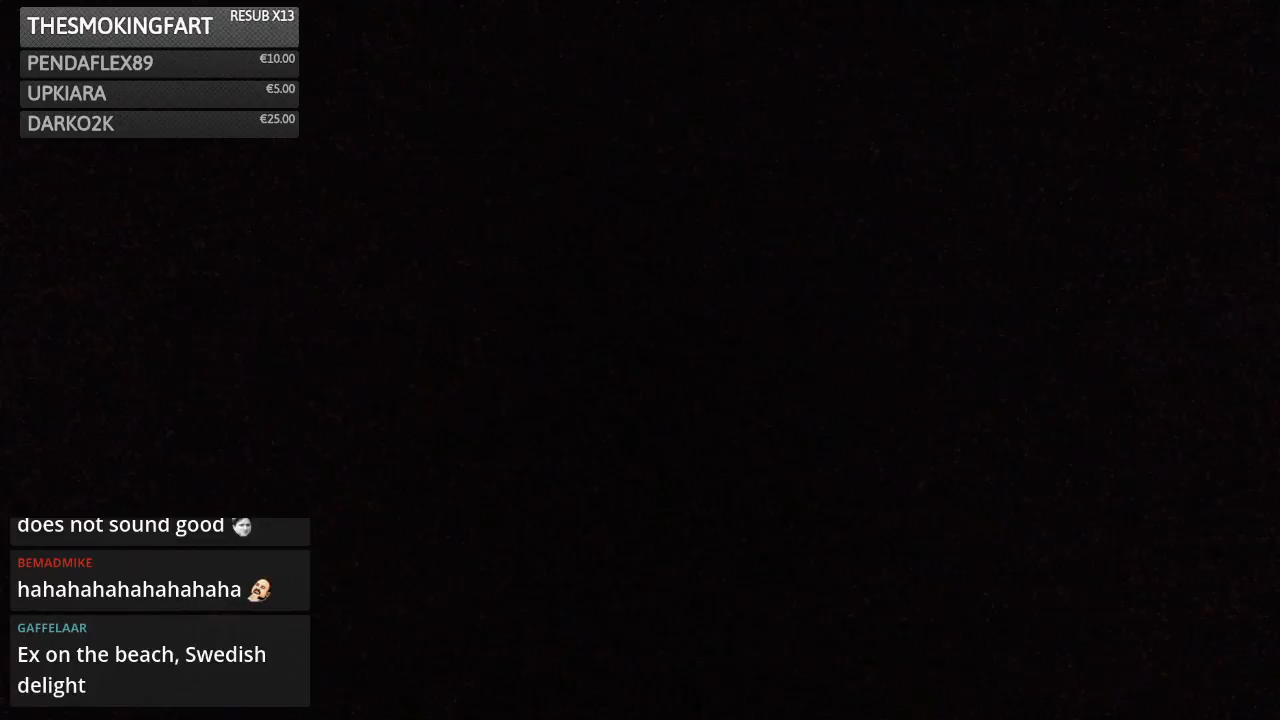 THESMOKINGFART RESUB X13
PENDAFLEX89 €10.00
UPKIARA €5.00
DARKO2K €25.00
does not sound good
BEMADMIKE
hahahahahahahahaha
GAFFELAAR
Ex on the beach, Swedish
delight